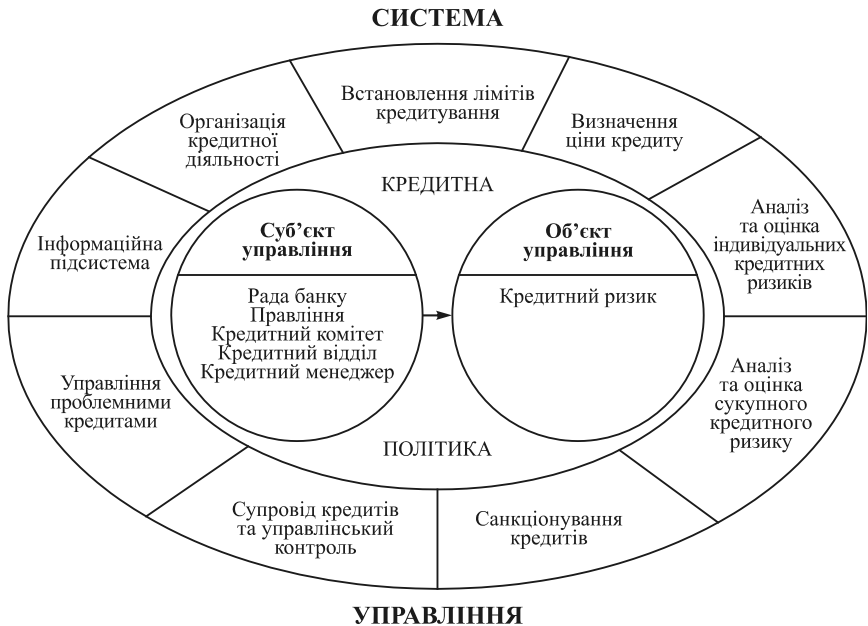 СИСТЕМА
Встановлення лімітів
кредитування
Визначення
ціни кредиту
Аналіз
та оцінка
індивідуальних
кредитних
ризиків
Аналіз
та оцінка
сукупного
кредитного
ризику
Санкціонування
кредитів
Супровід кредитів
та управлінський
контроль
Управління
проблемними
кредитами
Інформаційна
підсистема
Організація
кредитної
діяльності
КРЕДИТНА
Суб’єкт
управління
Рада банку
Правління
Кредитний комітет
Кредитний відділ
Кредитний менеджер
Об’єкт
управління
Кредитний ризик
ПОЛІТИКА
УПРАВЛІННЯ